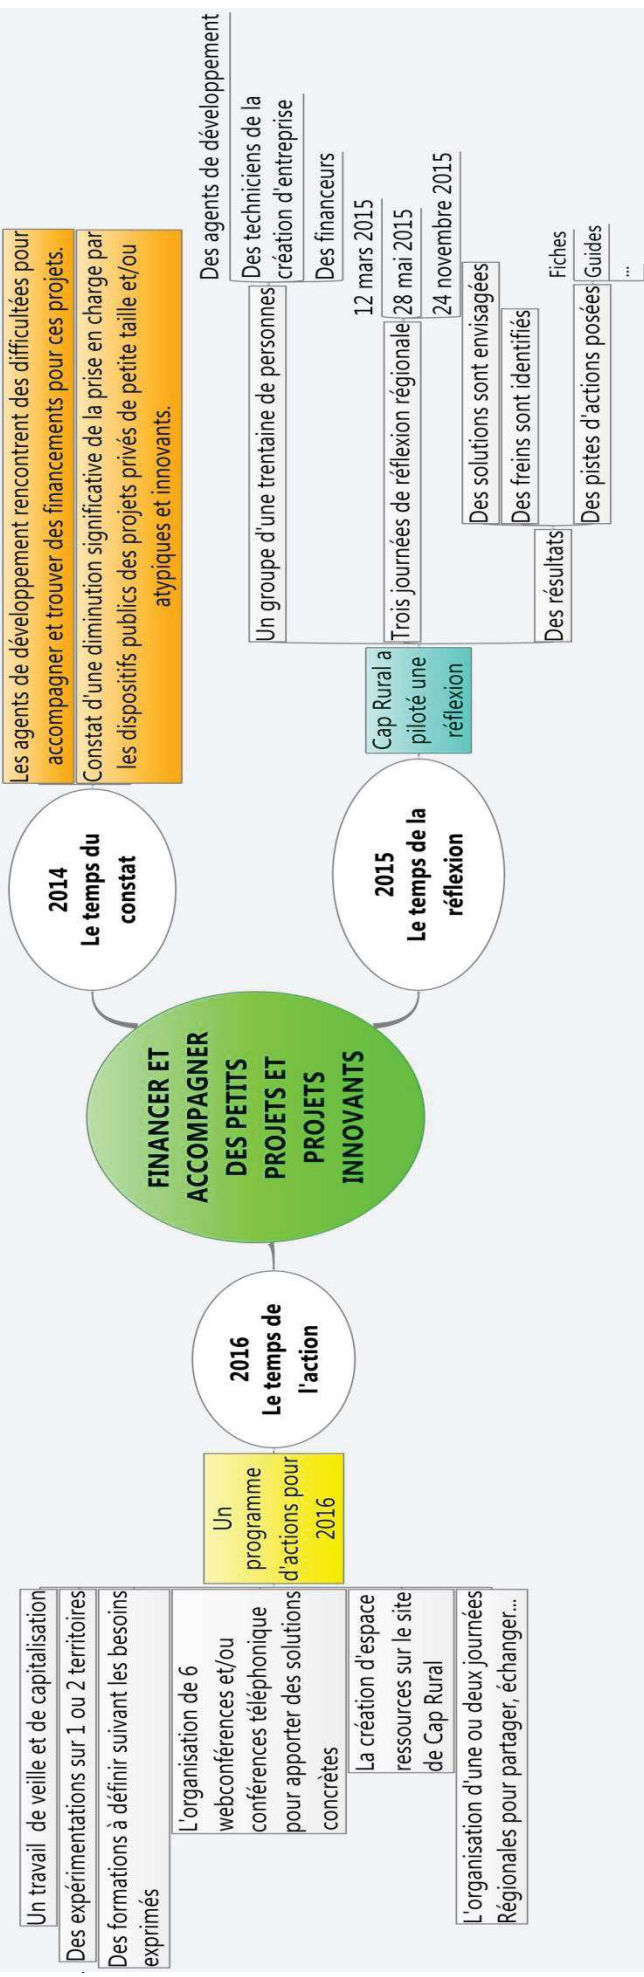 FINANCER ET
ACCOMPAGNER
DES PETITS
PROJETS ET
PROJETS
INNOVANTS
2014
Le temps du
constat
Les agents de développement rencontrent des difficultées pour
accompagner et trouver des financements pour ces projets.
Constat d'une diminution significative de la prise en charge par
les dispositifs publics des projets privés de petite taille et/ou
atypiques et innovants.
2015
Le temps de la
réflexion
Cap Rural a
piloté une
réflexion
Un groupe d'une trentaine de personnes
Des agents de développement
Des techniciens de la
création d'entreprise
Des financeurs
Trois journées de réflexion régionale
12 mars 2015
28 mai 2015
24 novembre 2015
Des résultats
Des solutions sont envisagées
Des freins sont identifiés
Des pistes d'actions posées
Fiches
Guides
...
2016
Le temps de
l'action
Un
programme
d'actions pour
2016
Un travail de veille et de capitalisation
Des expérimentations sur 1 ou 2 territoires
Des formations à définir suivant les besoins
exprimés
L'organisation de 6
webconférences et/ou
conférences téléphonique
pour apporter des solutions
concrètes
La création d'espace
ressources sur le site
de Cap Rural
L'organisation d'une ou deux journées
Régionales pour partager, échanger...